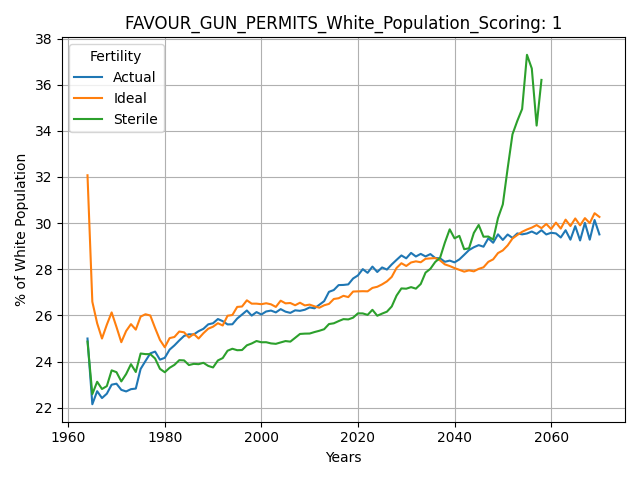 FAVOUR_GUN_PERMITS_White_Population_Scoring: 1
Fertility
Actual
Ideal
Sterile
% of White Population
38
36
34
32
30
28
26
24
22
1960
1980
2000
2020
2040
2060
Years